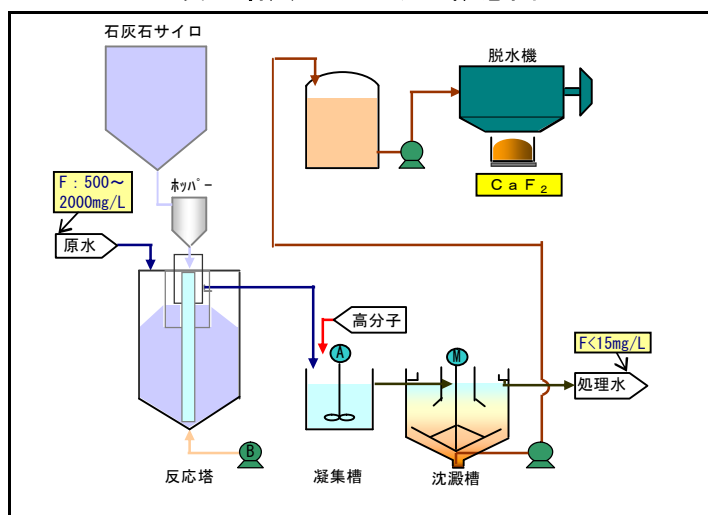 石灰石サイロ
脱水機
F：500～
2000mg/L
ﾎｯﾊﾟｰ
ＣａＦ₂
原水
高分子
F<15mg/L
A
M
処理水
B
反応塔
凝集槽
沈澱槽